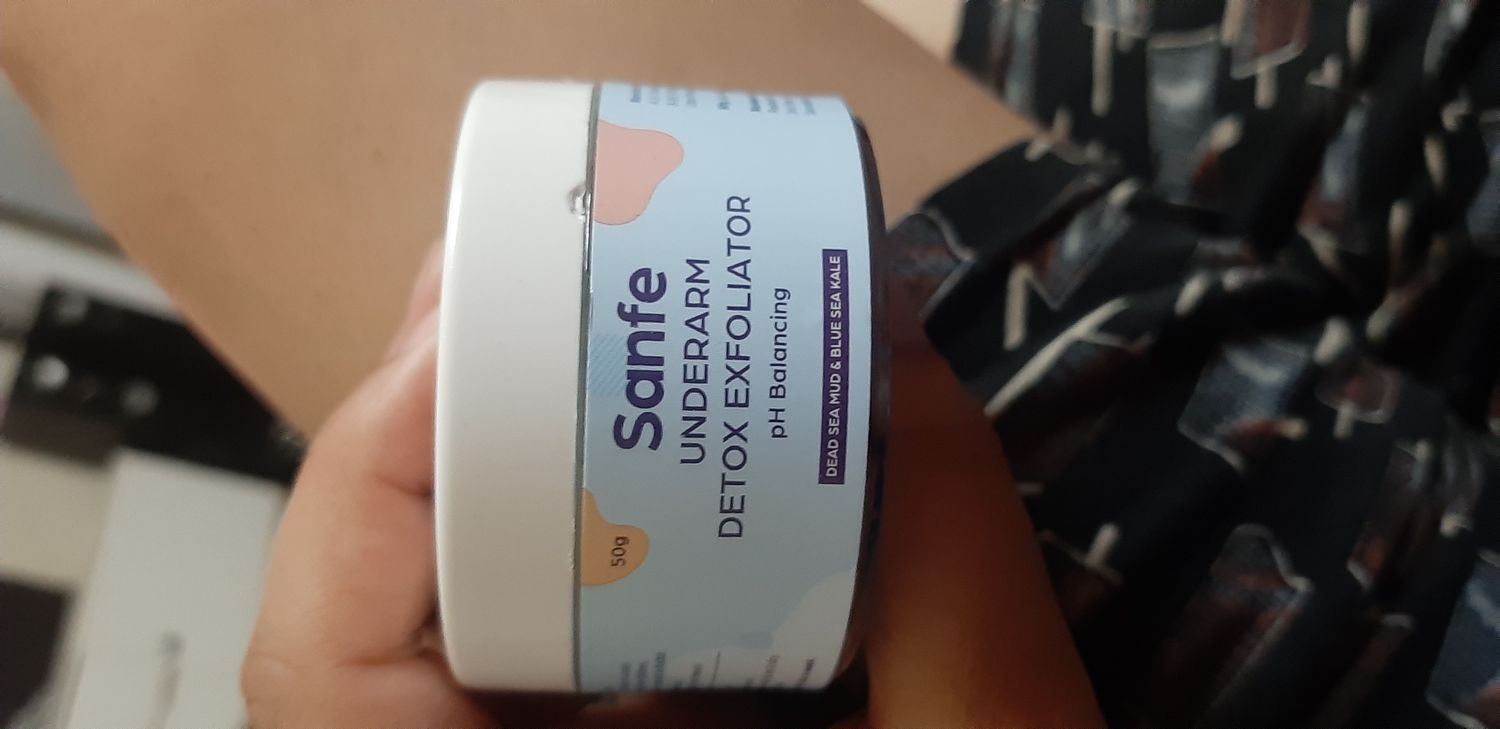 Sanfe
UNDERARM
DETOX EXFOLIATOR
pH Balancing
DEAD SEA MUD & BLUE SEA KALE
50g